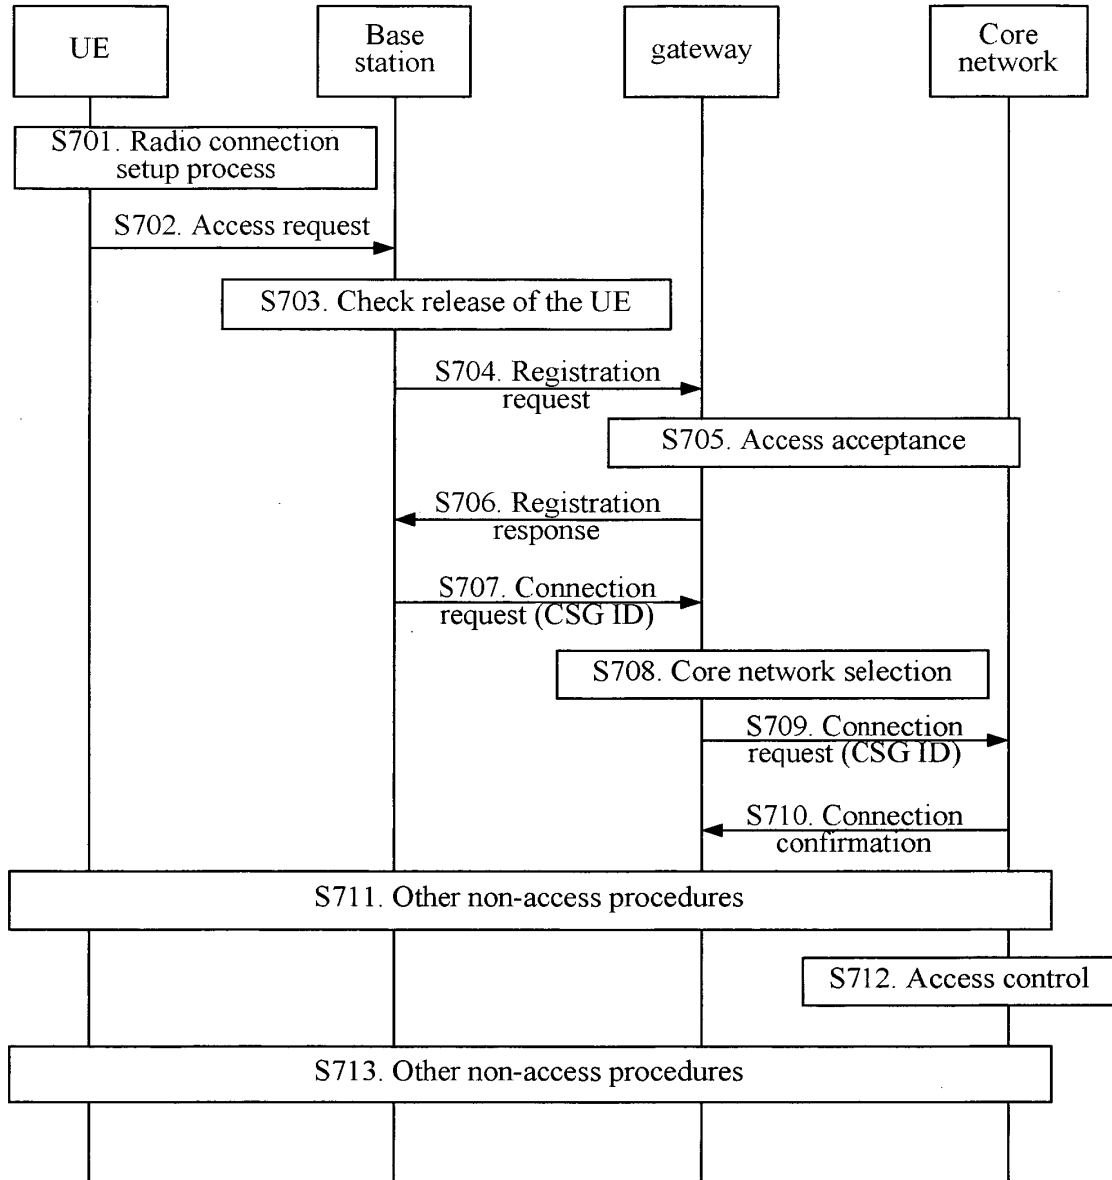 UE
Base
station
gateway
Core
network
S701. Radio connection
setup process
S702. Access request
S703. Check release of the UE
S704. Registration
request
S705. Access acceptance
S706. Registration
response
S707. Connection
request (CSG ID)
S708. Core network selection
S709. Connection
request (CSG ID)
S710. Connection
confirmation
S711. Other non-access procedures
S712. Access control
S713. Other non-access procedures